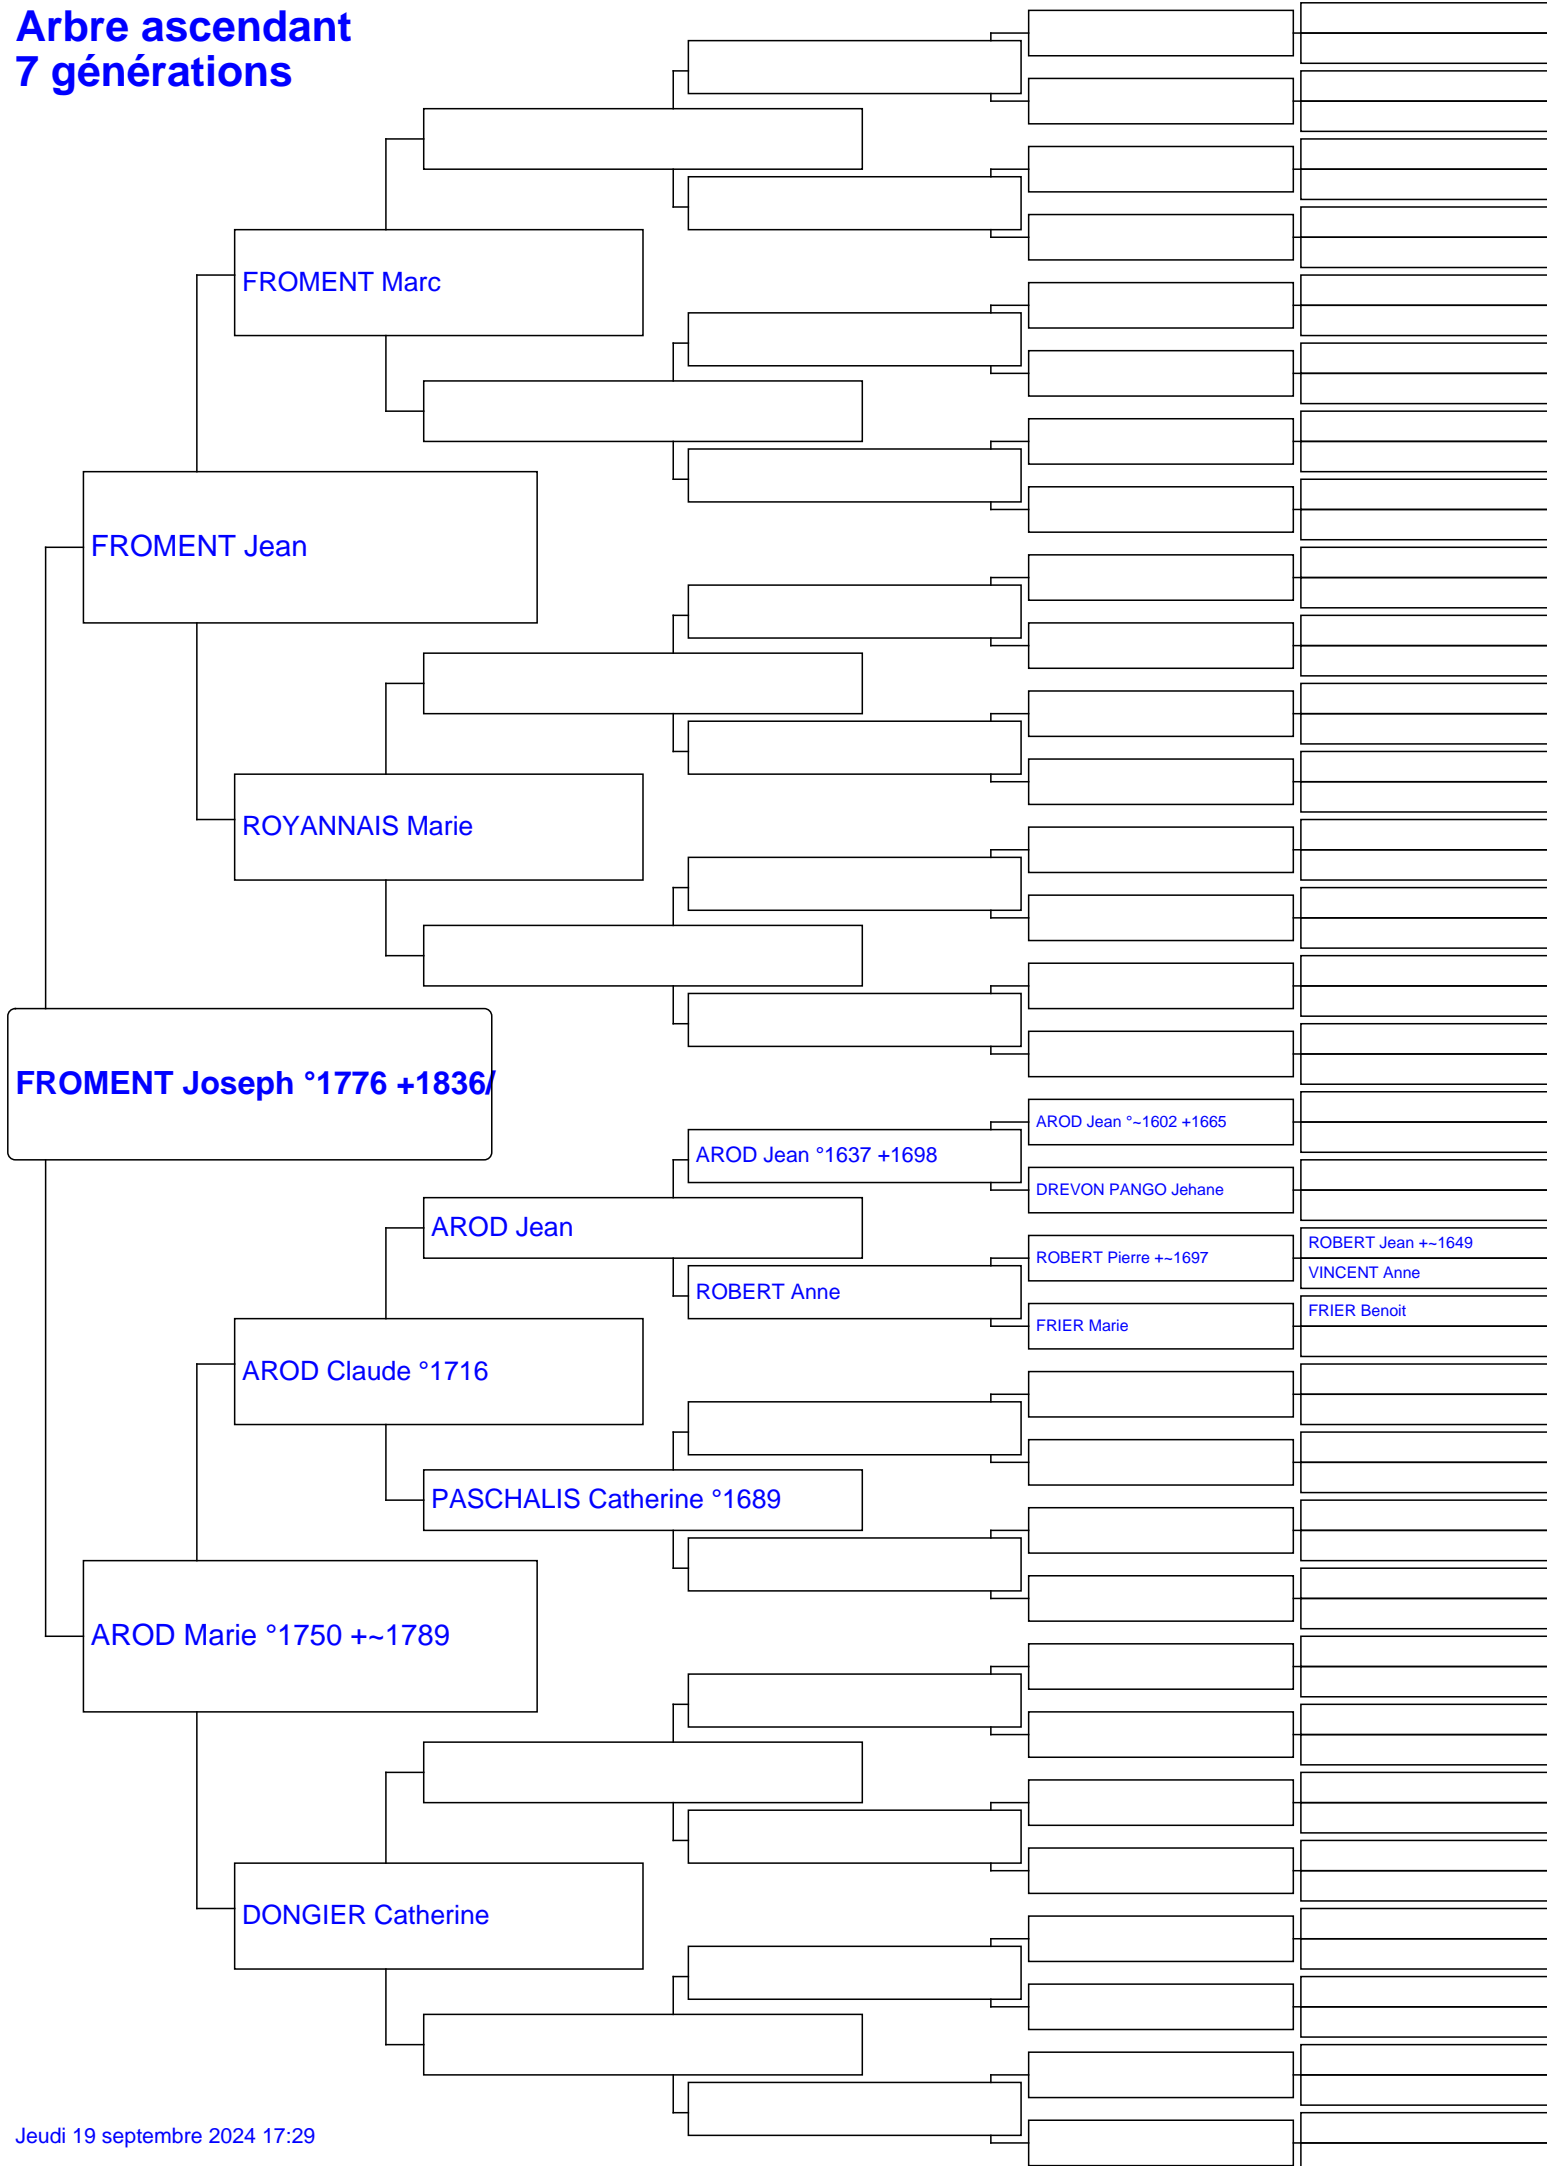 Arbre ascendant
7 générations
FROMENT Marc
FROMENT Jean
ROYANNAIS Marie
FROMENT Joseph °1776 +1836/
AROD Jean °~1602 +1665
AROD Jean °1637 +1698
DREVON PANGO Jehane
AROD Jean
ROBERT Jean +~1649
ROBERT Pierre +~1697
VINCENT Anne
ROBERT Anne
FRIER Benoit
FRIER Marie
AROD Claude °1716
PASCHALIS Catherine °1689
AROD Marie °1750 +~1789
DONGIER Catherine
Jeudi 19 septembre 2024 17:29